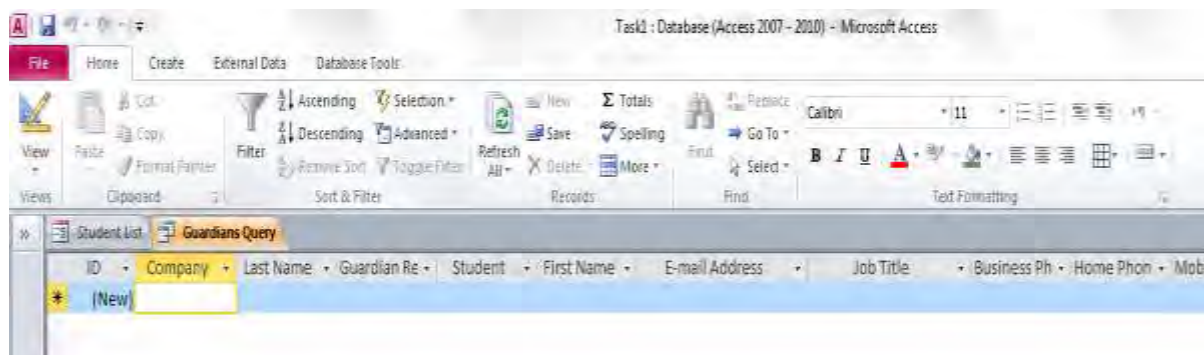 A
Task1 : Database (Access 2007 - 2010) - Microsoft Access
File Home Create External Data Database Tools
Cut Ascending Selection New Σ Totals Replace Calibri 11
View Paste Copy Filter Descending Advanced Refresh All Save Spelling Find Go To B I U A
Format Painter Remove Sort Toggle Filter Delete More Select
Views Clipboard Sort & Filter Records Find Text Formatting
» Student List Guardians Query
ID Company Last Name Guardian Re Student First Name E-mail Address Job Title Business Ph Home Phon Mob
* (New)